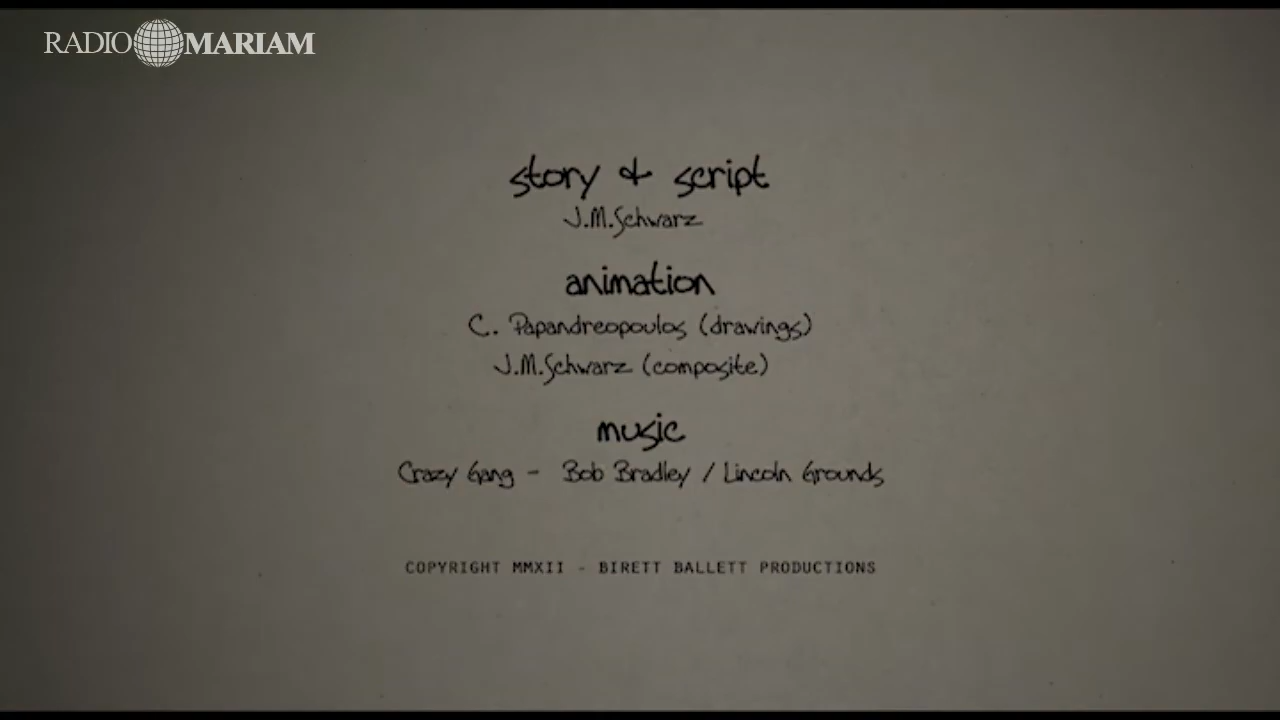 RADIO MARIAM
story & script
J.M.Schwarz
animation
C. Papandreopoulos (drawings)
J.M.Schwarz (composite)
music
Crazy Gang - Bob Bradley / Lincoln Grounds
COPYRIGHT MMXII - BIRETT BALLETT PRODUCTIONS